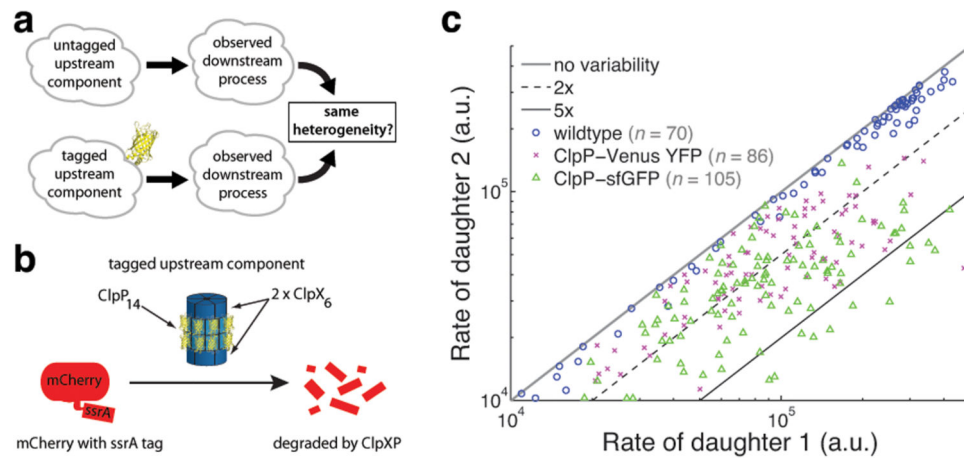 a
untagged
upstream
component
observed
downstream
process
same
heterogeneity?
tagged
upstream
component
observed
downstream
process
b
tagged upstream component
ClpP14
2 x ClpX6
mCherry
ssrA
mCherry with ssrA tag
degraded by ClpXP
c
no variability
2x
5x
wildtype (n = 70)
ClpP-Venus YFP (n = 86)
ClpP-sfGFP (n = 105)
Rate of daughter 2 (a.u.)
10^5
10^4
10^4
10^5
Rate of daughter 1 (a.u.)